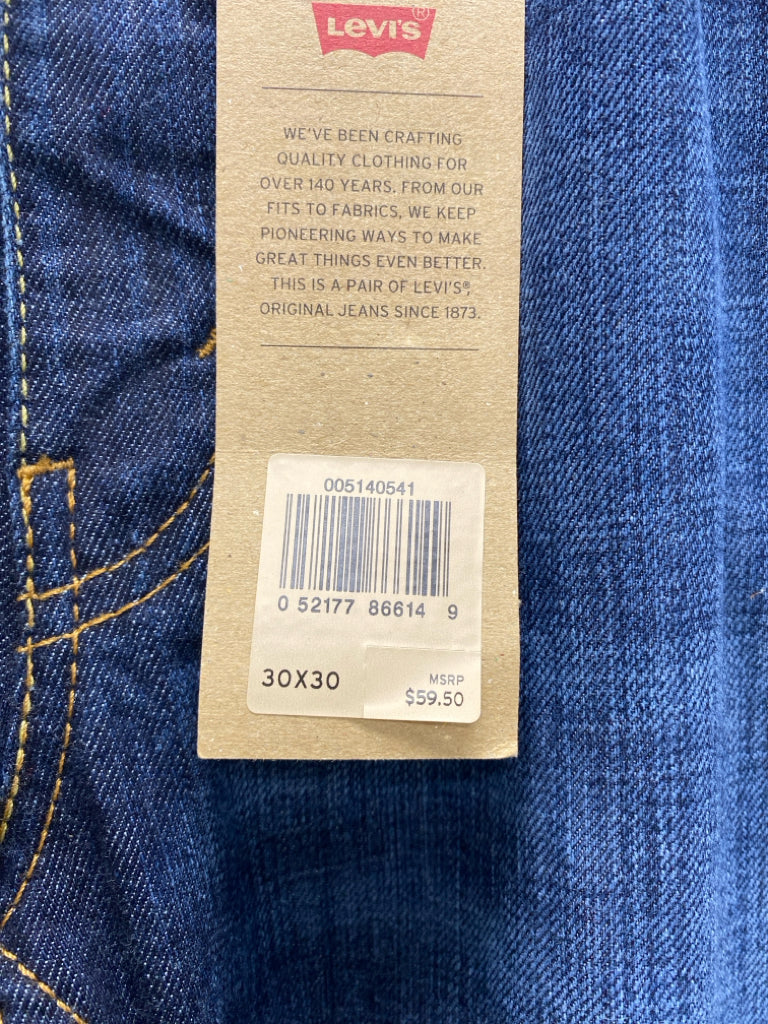 Levi's®
WE'VE BEEN CRAFTING
QUALITY CLOTHING FOR
OVER 140 YEARS. FROM OUR
FITS TO FABRICS, WE KEEP
PIONEERING WAYS TO MAKE
GREAT THINGS EVEN BETTER.
THIS IS A PAIR OF LEVI'S®,
ORIGINAL JEANS SINCE 1873.
005140541
0 52177 86614 9
30X30
MSRP
$59.50